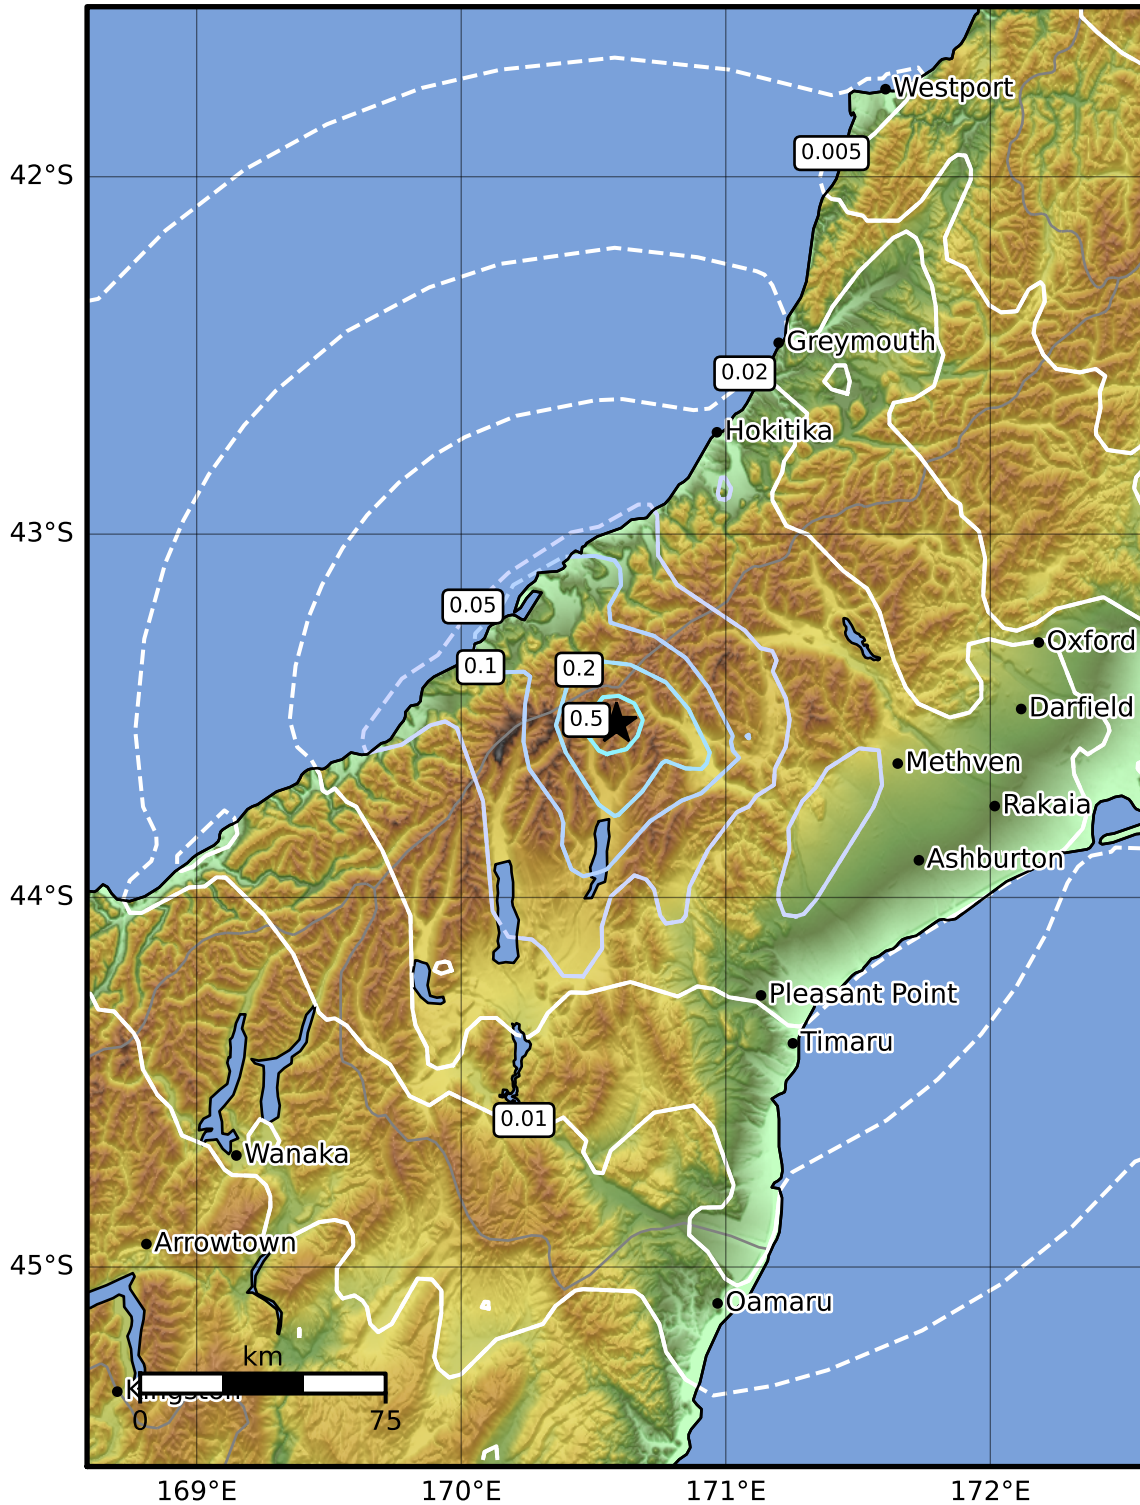 Westport
0.005
42°S
Greymouth
0.02
Hokitika
43°S
0.05
0.1
0.2
0.5
Oxford
Darfield
Methven
Rakaia
Ashburton
44°S
Pleasant Point
Timaru
0.01
Wanaka
Arrowtown
45°S
Oamaru
km
Kingston
0
75
169°E
170°E
171°E
172°E